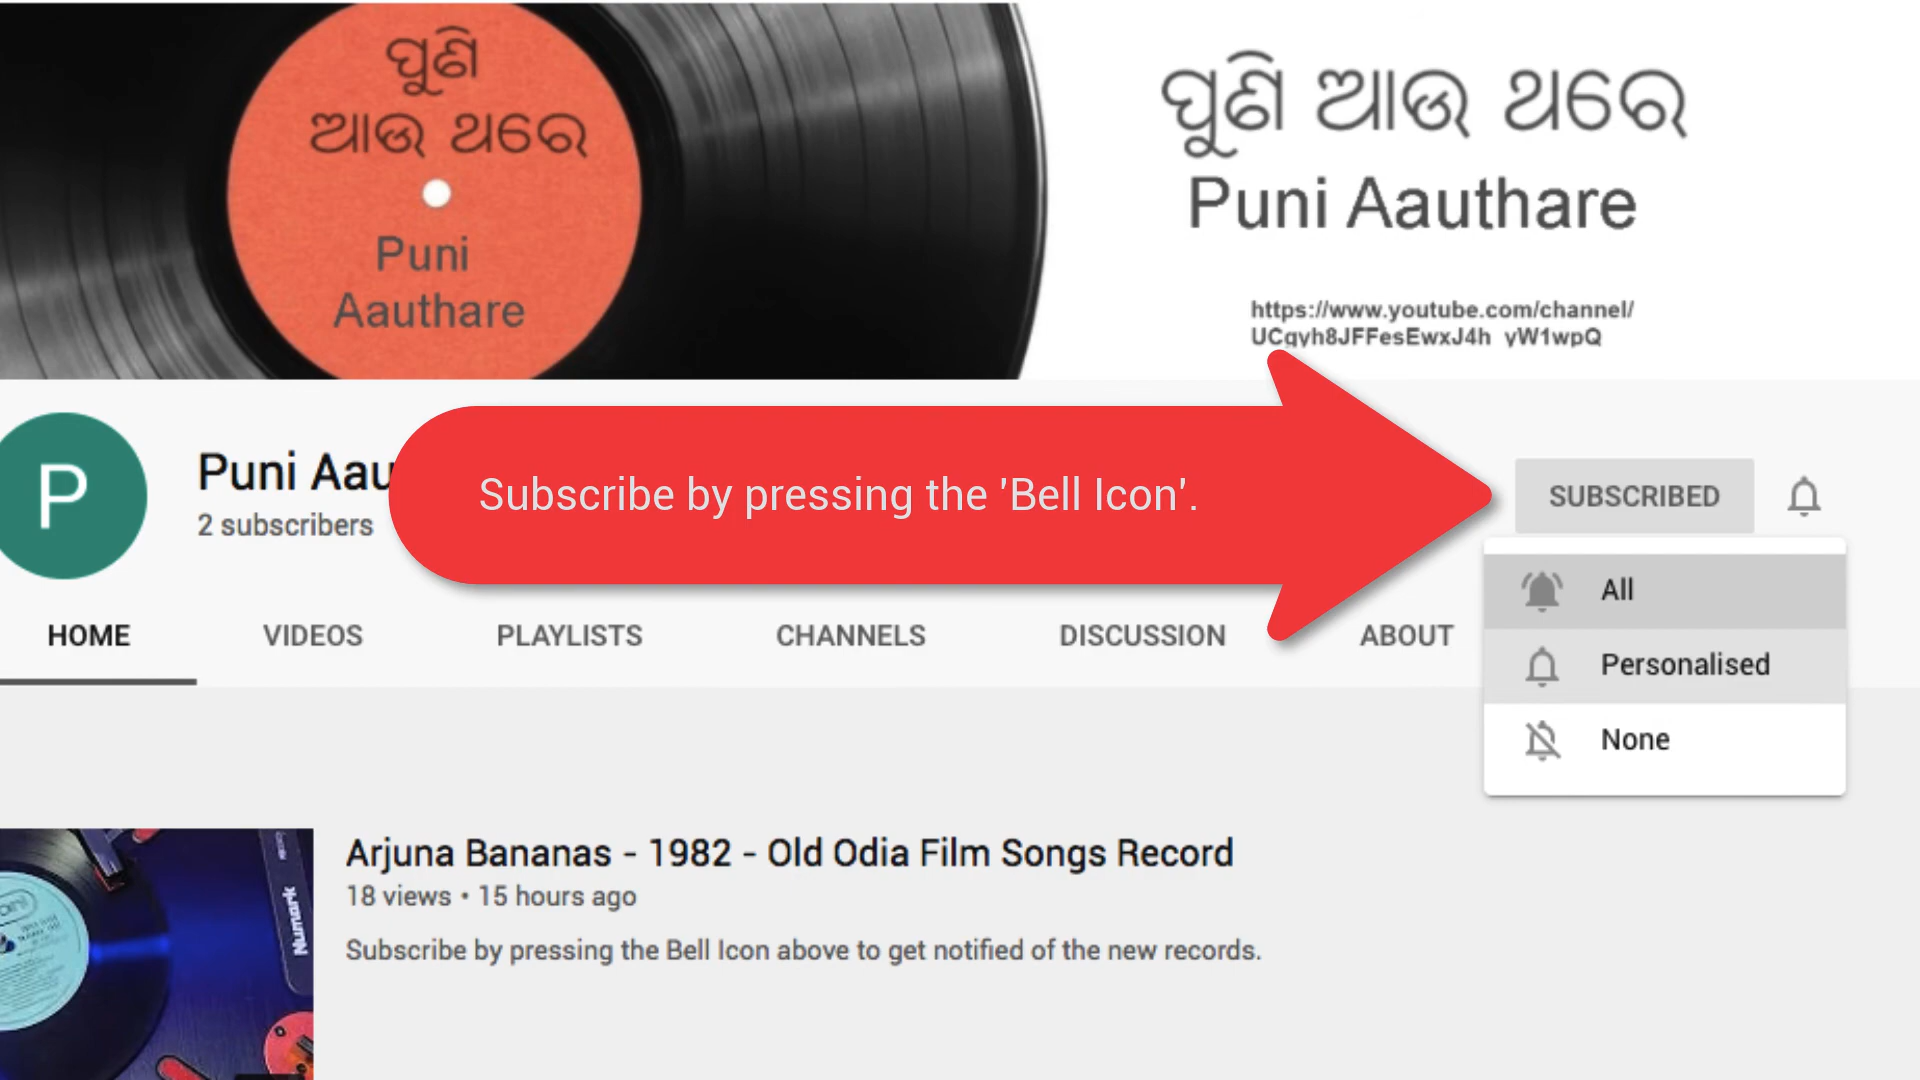 ପୁଣି
ଆଉ ଥରେ
Puni
Aauthare
ପୁଣି ଆଉ ଥରେ
Puni Aauthare
https://www.youtube.com/channel/
UCgyh8JFFesEwxJ4h_yW1wpQ
P
Puni Aau
2 subscribers
Subscribe by pressing the 'Bell Icon'.
SUBSCRIBED
All
Personalised
None
HOME VIDEOS PLAYLISTS CHANNELS DISCUSSION ABOUT
Numark
Arjuna Bananas - 1982 - Old Odia Film Songs Record
18 views • 15 hours ago
Subscribe by pressing the Bell Icon above to get notified of the new records.